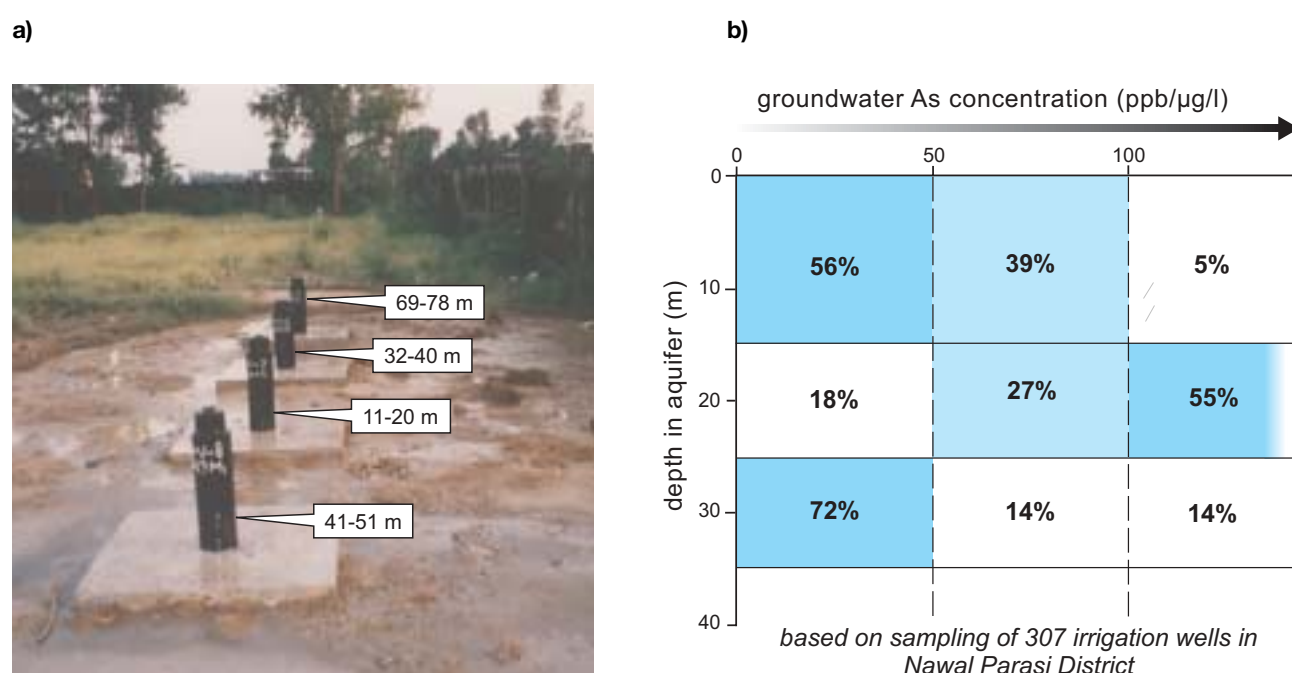 a)
69-78 m
32-40 m
11-20 m
41-51 m
b)
groundwater As concentration (ppb/µg/l)
0 50 100
depth in aquifer (m)
0
10
20
30
40
56% 39% 5%
18% 27% 55%
72% 14% 14%
based on sampling of 307 irrigation wells in
Nawal Parasi District